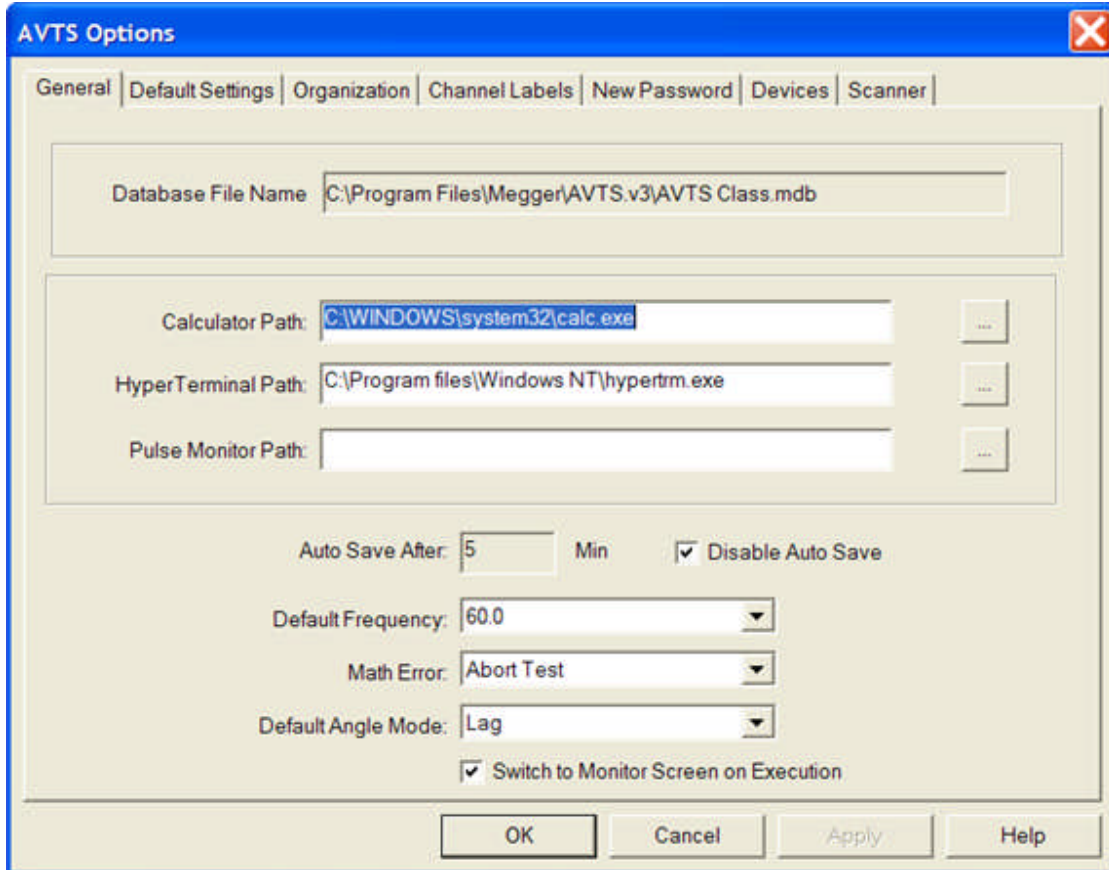 AVTS Options
General Default Settings Organization Channel Labels New Password Devices Scanner
Database File Name C:\Program Files\Megger\AVTS.v3\AVTS Class.mdb
Calculator Path: C:\WINDOWS\system32\calc.exe ...
HyperTerminal Path: C:\Program files\Windows NT\hypertrm.exe ...
Pulse Monitor Path: ...
Auto Save After: 5 Min Disable Auto Save
Default Frequency: 60.0
Math Error: Abort Test
Default Angle Mode: Lag
Switch to Monitor Screen on Execution
OK Cancel Apply Help